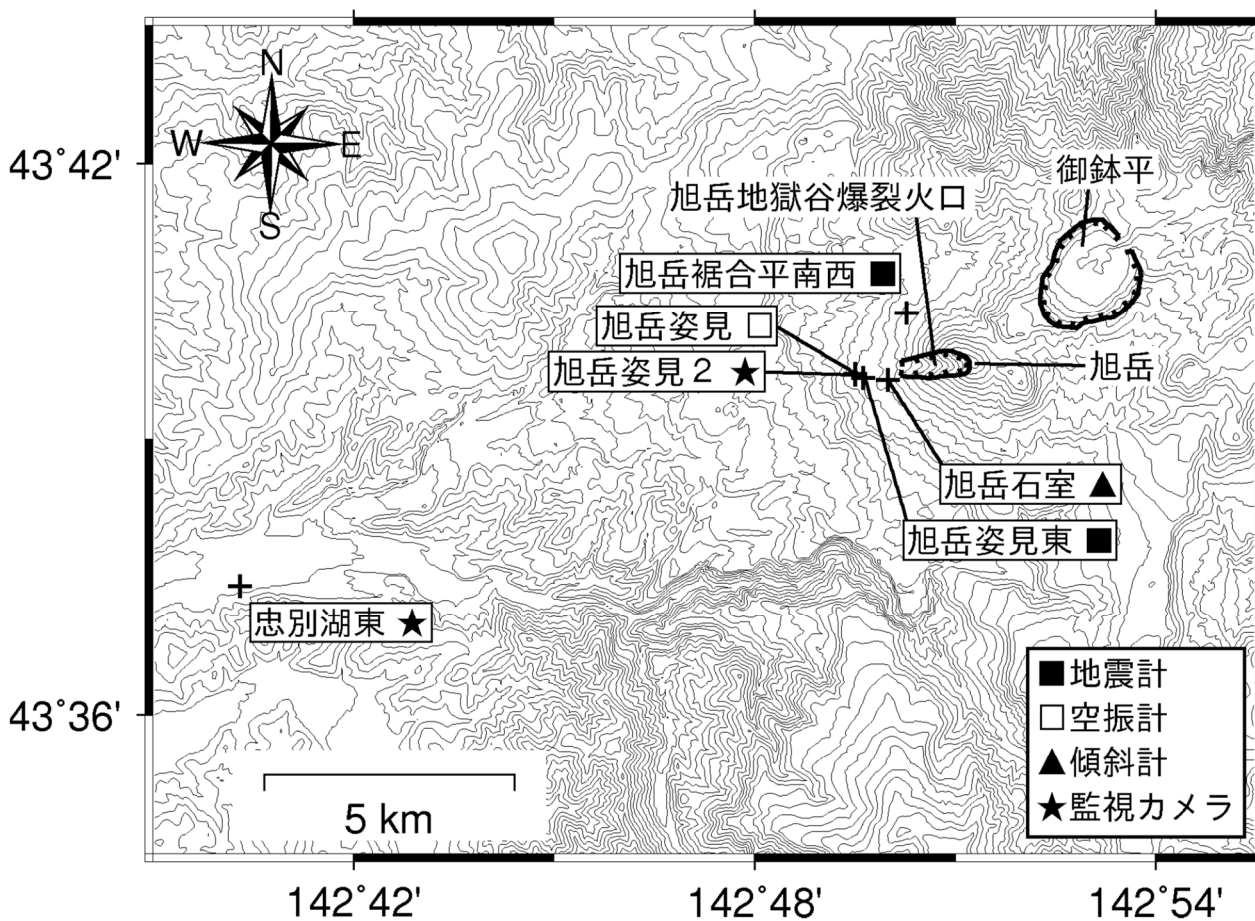 N
W
E
S
43˚42'
御鉢平
旭岳地獄谷爆裂火口
旭岳裾合平南西 ■
旭岳姿見 □
旭岳姿見２ ★
旭岳
旭岳石室 ▲
旭岳姿見東 ■
忠別湖東 ★
43˚36'
■地震計
□空振計
▲傾斜計
★監視カメラ
5 km
142˚42'
142˚48'
142˚54'